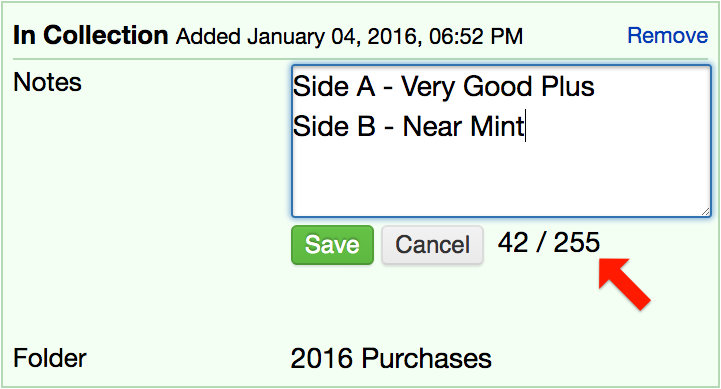 In Collection Added January 04, 2016, 06:52 PM Remove
Notes
Side A - Very Good Plus
Side B - Near Mint
Save Cancel 42 / 255
Folder 2016 Purchases